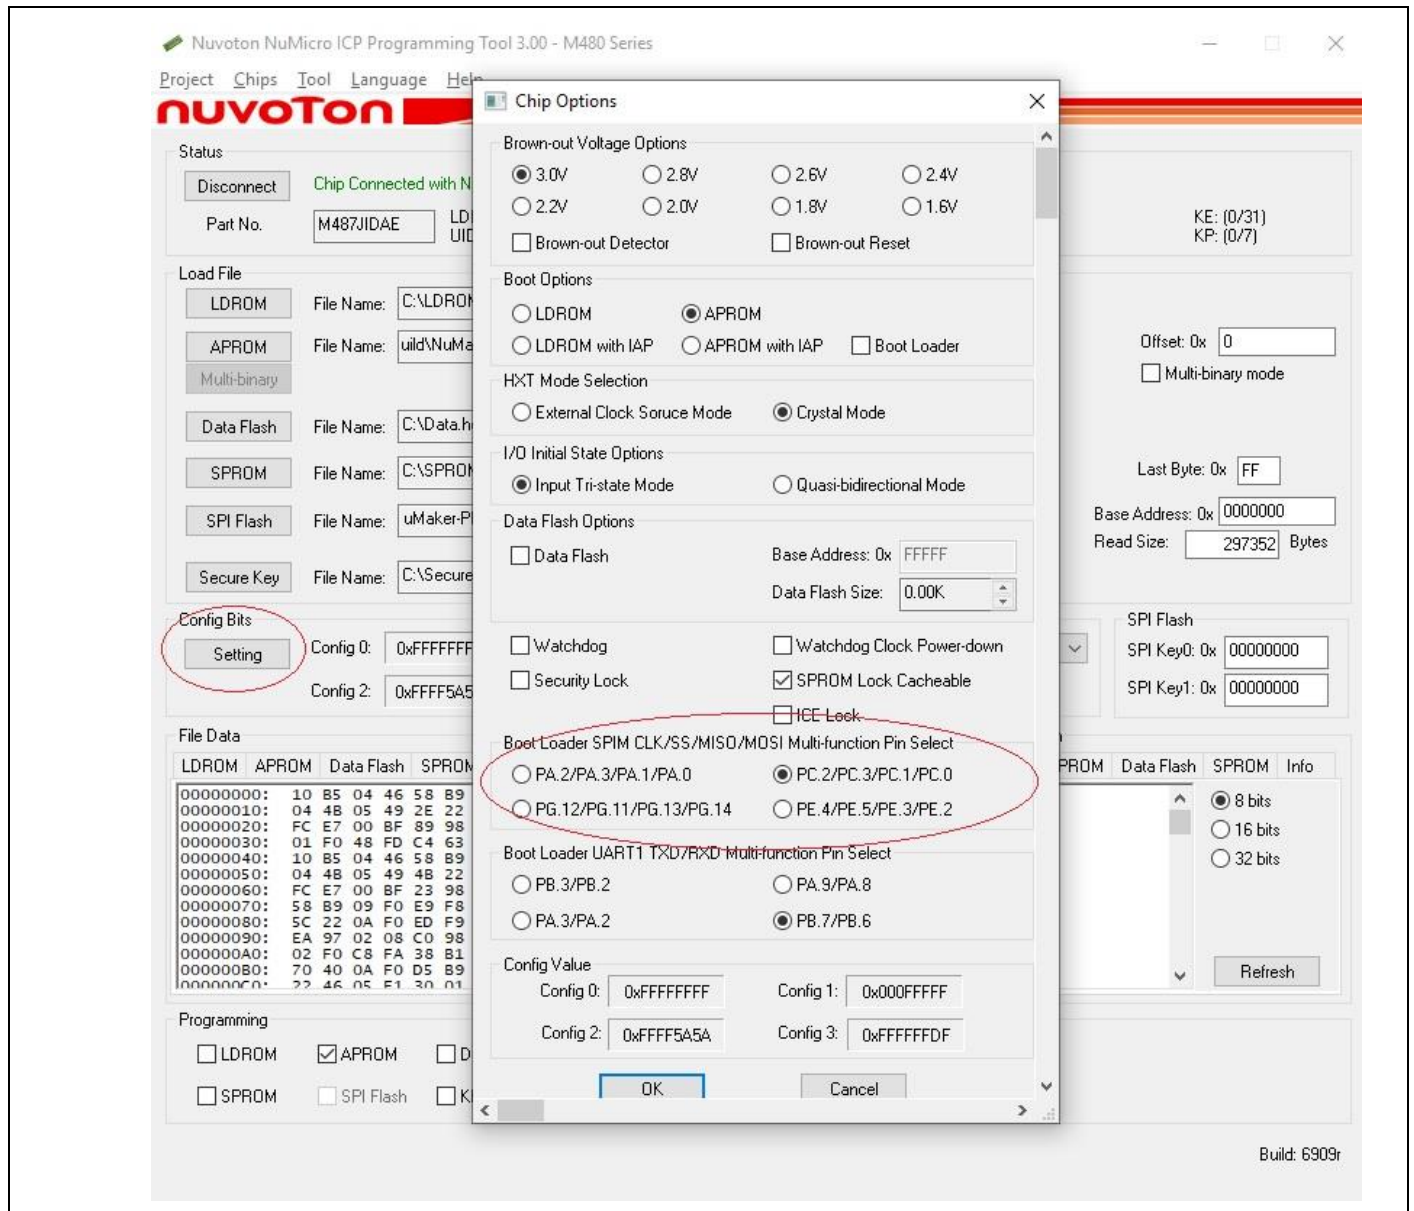 Nuvoton NuMicro ICP Programming Tool 3.00 - M480 Series
Project Chips Tool Language Help
nuvoTon
Status
Disconnect
Chip Connected with N
Part No.
M487JIDAE
LD
UID
KE: (0/31)
KP: (0/7)
Load File
LDROM File Name: C:\LDROM
APROM File Name: uild\NuMa
Offset: 0x 0
Multi-binary
Multi-binary mode
Data Flash File Name: C:\Data.h
SPROM File Name: C:\SPROM
Last Byte: 0x FF
SPI Flash File Name: uMaker-P
Base Address: 0x 0000000
Read Size: 297352 Bytes
Secure Key File Name: C:\Secure
Config Bits
Setting
Config 0: 0xFFFFFFFF
Config 2: 0xFFFF5A5
SPI Flash
SPI Key0: 0x 00000000
SPI Key1: 0x 00000000
File Data
LDROM APROM Data Flash SPROM
00000000: 10 B5 04 46 58 B9
00000010: 04 4B 05 49 2E 22
00000020: FC E7 00 BF 89 98
00000030: 01 F0 48 FD C4 63
00000040: 10 B5 04 46 58 B9
00000050: 04 4B 05 49 4B 22
00000060: FC E7 00 BF 23 98
00000070: 58 B9 09 F0 E9 F8
00000080: 5C 22 0A F0 ED F9
00000090: EA 97 02 08 C0 98
000000A0: 02 F0 C8 FA 38 B1
000000B0: 70 40 0A F0 D5 B9
000000C0: 22 46 05 F1 30 01
PROM Data Flash SPROM Info
8 bits
16 bits
32 bits
Refresh
Programming
LDROM APROM D
SPROM SPI Flash K
Build: 6909r
Chip Options
Brown-out Voltage Options
3.0V 2.8V 2.6V 2.4V
2.2V 2.0V 1.8V 1.6V
Brown-out Detector Brown-out Reset
Boot Options
LDROM APROM
LDROM with IAP APROM with IAP Boot Loader
HXT Mode Selection
External Clock Soruce Mode Crystal Mode
I/O Initial State Options
Input Tri-state Mode Quasi-bidirectional Mode
Data Flash Options
Data Flash Base Address: 0x FFFFF
Data Flash Size: 0.00K
Watchdog Watchdog Clock Power-down
Security Lock SPROM Lock Cacheable
ICE Lock
Boot Loader SPIM CLK/SS/MISO/MOSI Multi-function Pin Select
PA.2/PA.3/PA.1/PA.0 PC.2/PC.3/PC.1/PC.0
PG.12/PG.11/PG.13/PG.14 PE.4/PE.5/PE.3/PE.2
Boot Loader UART1 TXD/RXD Multi-function Pin Select
PB.3/PB.2 PA.9/PA.8
PA.3/PA.2 PB.7/PB.6
Config Value
Config 0: 0xFFFFFFFF Config 1: 0x000FFFFF
Config 2: 0xFFFF5A5A Config 3: 0xFFFFFFDF
OK Cancel